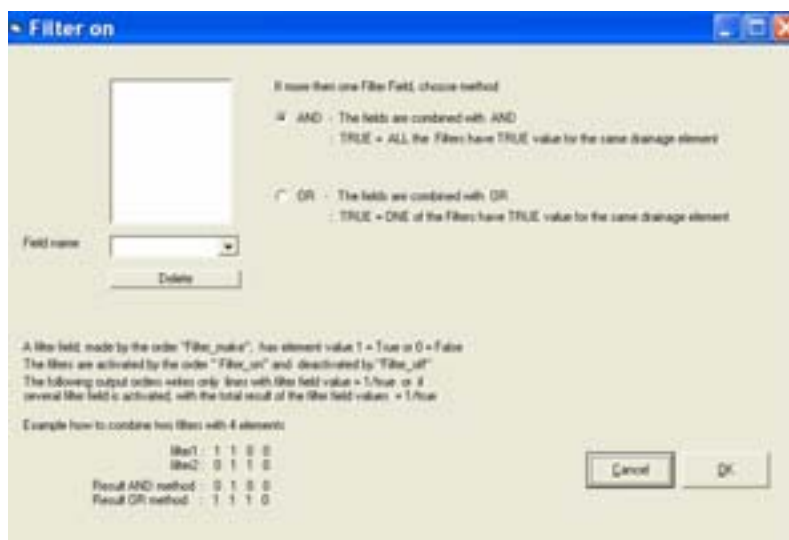 Filter on
If more then one Filter Field, choose method
AND - The fields are combined with AND
: TRUE = ALL the Filters have TRUE value for the same drainage element
OR - The fields are combined with OR
: TRUE = ONE of the Filters have TRUE value for the same drainage element
Field name
Delete
A filter field, made by the order "Filter_make", has element value 1 = True or 0 = False
The filters are activated by the order " Filter_on" and deactivated by "Filter_off"
The following output orders writes only lines with filter field value = 1/true or if
several filter field is activated, with the total result of the filter field values = 1/true
Example how to combine two filters with 4 elements
filter1 : 1 1 0 0
filter2 : 0 1 1 0
Result AND method : 0 1 0 0
Result OR method : 1 1 1 0
Cancel
OK